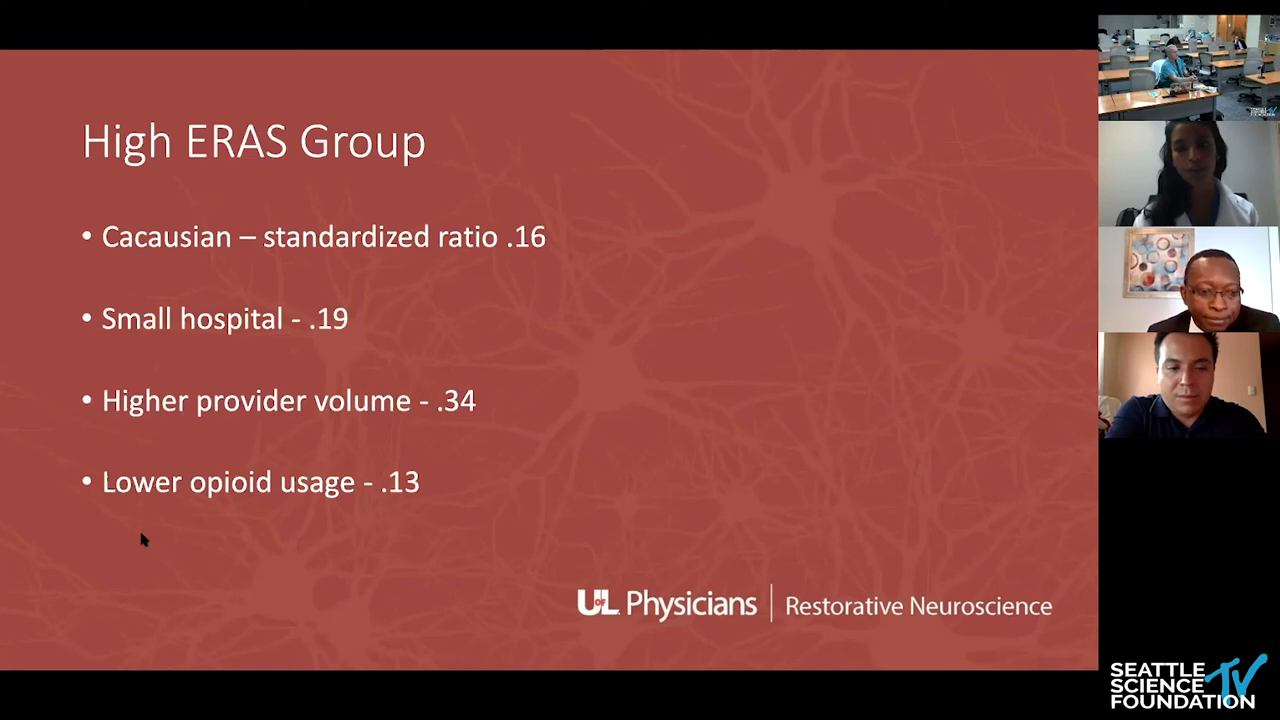 High ERAS Group
• Cacausian – standardized ratio .16
• Small hospital - .19
• Higher provider volume - .34
• Lower opioid usage - .13
UofL Physicians | Restorative Neuroscience
SEATTLE
SCIENCE TV
FOUNDATION